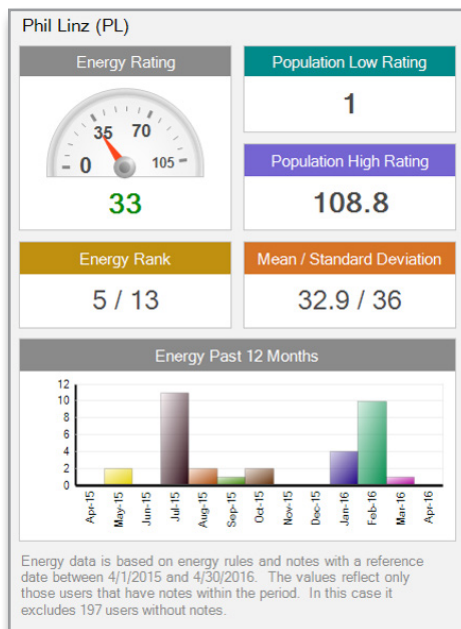 Phil Linz (PL)
Energy Rating
0
35
70
105
33
Population Low Rating
1
Population High Rating
108.8
Energy Rank
5 / 13
Mean / Standard Deviation
32.9 / 36
Energy Past 12 Months
12
10
8
6
4
2
0
Apr-15
May-15
Jun-15
Jul-15
Aug-15
Sep-15
Oct-15
Nov-15
Dec-15
Jan-16
Feb-16
Mar-16
Apr-16
Energy data is based on energy rules and notes with a reference
date between 4/1/2015 and 4/30/2016. The values reflect only
those users that have notes within the period. In this case it
excludes 197 users without notes.